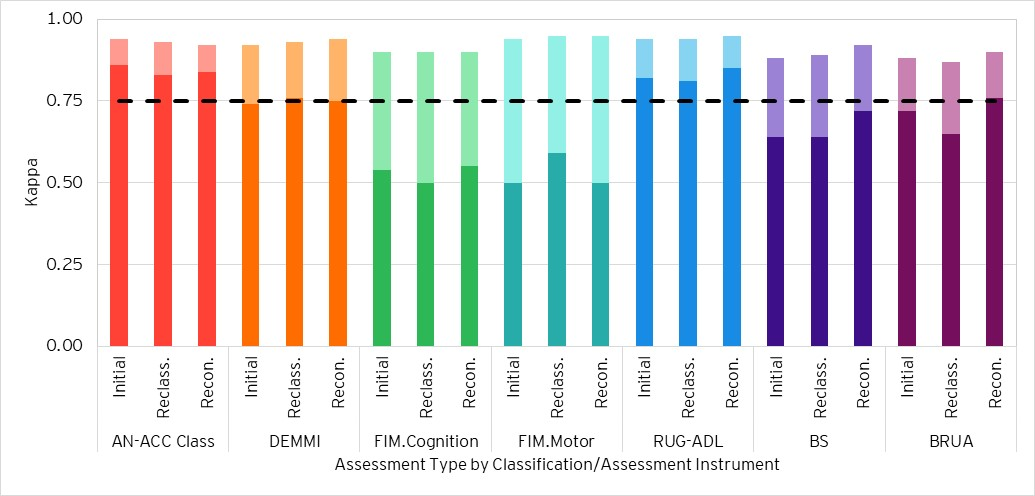 1.00
0.75
0.50
0.25
0.00
Kappa
Initial
Reclass.
Recon.
Initial
Reclass.
Recon.
Initial
Reclass.
Recon.
Initial
Reclass.
Recon.
Initial
Reclass.
Recon.
Initial
Reclass.
Recon.
Initial
Reclass.
Recon.
AN-ACC Class
DEMMI
FIM.Cognition
FIM.Motor
RUG-ADL
BS
BRUA
Assessment Type by Classification/Assessment Instrument